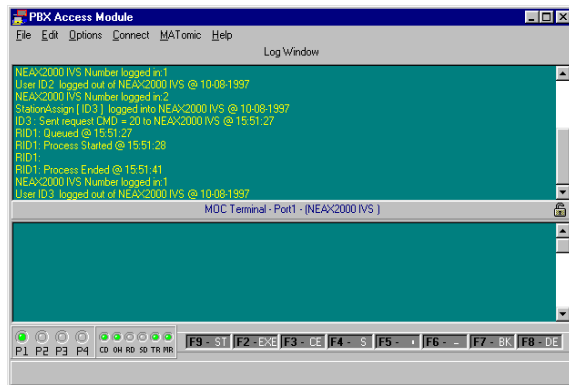 PBX Access Module
File Edit Options Connect MATomic Help
Log Window
NEAX2000 IVS Number logged in:1
User ID2 logged out of NEAX2000 IVS @ 10-08-1997
NEAX2000 IVS Number logged in:2
StationAssign [ ID3 ] logged into NEAX2000 IVS @ 10-08-1997
ID3 : Sent request CMD = 20 to NEAX2000 IVS @ 15:51:27
RID1: Queued @ 15:51:27
RID1: Process Started @ 15:51:28
RID1:
RID1: Process Ended @ 15:51:41
NEAX2000 IVS Number logged in:1
User ID3 logged out of NEAX2000 IVS @ 10-08-1997
MOC Terminal - Port1 - (NEAX2000 IVS )
P1 P2 P3 P4 CD OH RD SD TR MR F9 - ST F2 -EXE F3 - CE F4 - S F5 - F6 - - F7 - BK F8 - DE